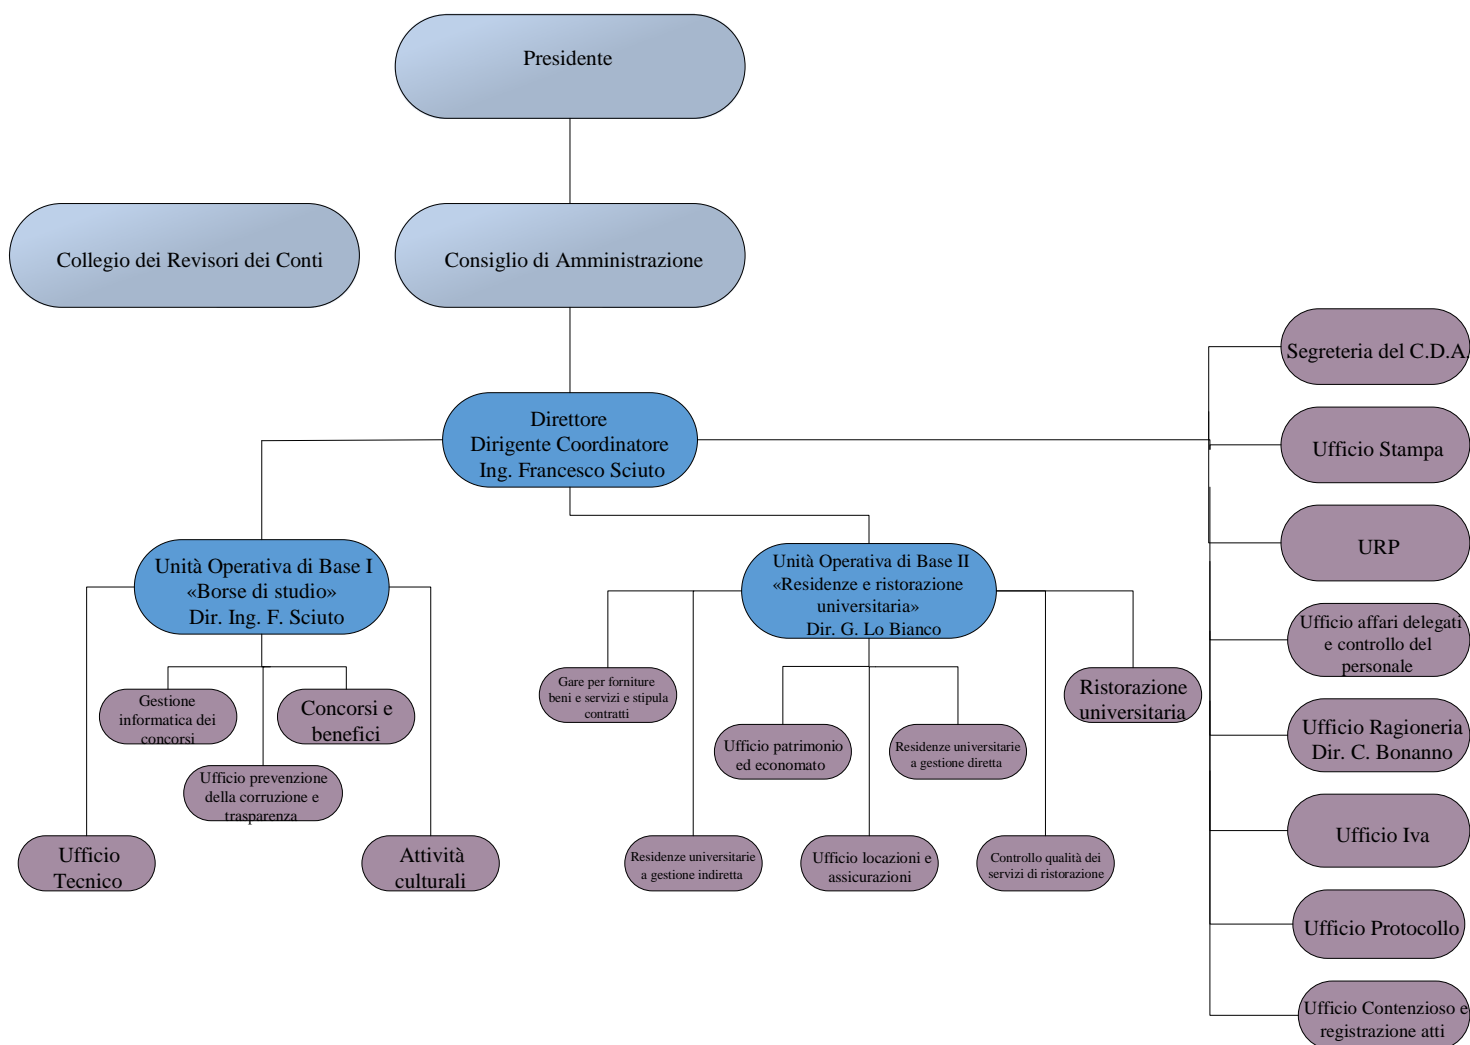 Presidente
Collegio dei Revisori dei Conti
Consiglio di Amministrazione
Direttore
Dirigente Coordinatore
Ing. Francesco Sciuto
Segreteria del C.D.A.
Ufficio Stampa
URP
Ufficio affari delegati
e controllo del
personale
Ufficio Ragioneria
Dir. C. Bonanno
Ufficio Iva
Ufficio Protocollo
Ufficio Contenzioso e
registrazione atti
Unità Operativa di Base I
«Borse di studio»
Dir. Ing. F. Sciuto
Gestione
informatica dei
concorsi
Concorsi e
benefici
Ufficio prevenzione
della corruzione e
trasparenza
Ufficio
Tecnico
Attività
culturali
Unità Operativa di Base II
«Residenze e ristorazione
universitaria»
Dir. G. Lo Bianco
Gare per forniture
beni e servizi e stipula
contratti
Ristorazione
universitaria
Ufficio patrimonio
ed economato
Residenze universitarie
a gestione diretta
Residenze universitarie
a gestione indiretta
Ufficio locazioni e
assicurazioni
Controllo qualità dei
servizi di ristorazione